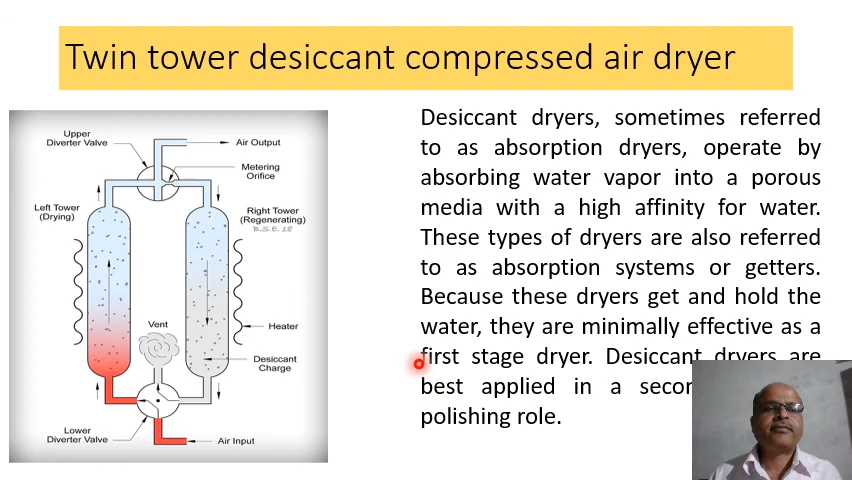 Twin tower desiccant compressed air dryer
Upper
Diverter Valve
Air Output
Metering
Orifice
Left Tower
(Drying)
Right Tower
(Regenerating)
B.S.E. 18
Vent
Heater
Desiccant
Charge
Lower
Diverter Valve
Air Input
Desiccant dryers, sometimes referred
to as absorption dryers, operate by
absorbing water vapor into a porous
media with a high affinity for water.
These types of dryers are also referred
to as absorption systems or getters.
Because these dryers get and hold the
water, they are minimally effective as a
first stage dryer. Desiccant dryers are
best applied in a
polishing role.